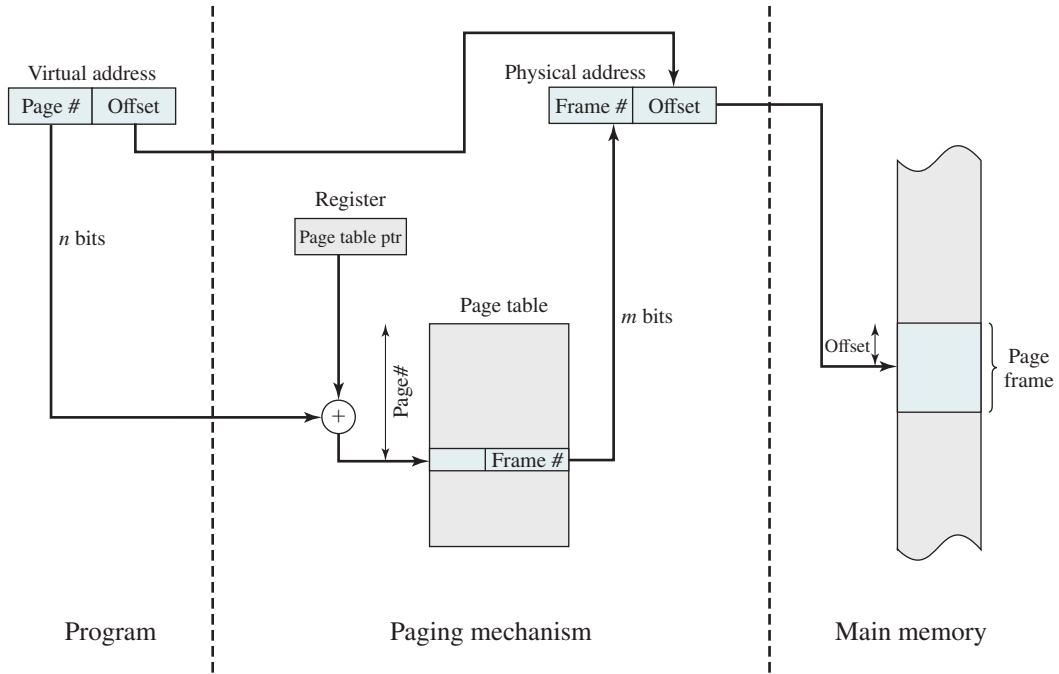 Virtual address
Page # Offset
Physical address
Frame # Offset
n bits
Register
Page table ptr
Page table
m bits
Page#
+
Frame #
Offset
Page
frame
Program
Paging mechanism
Main memory